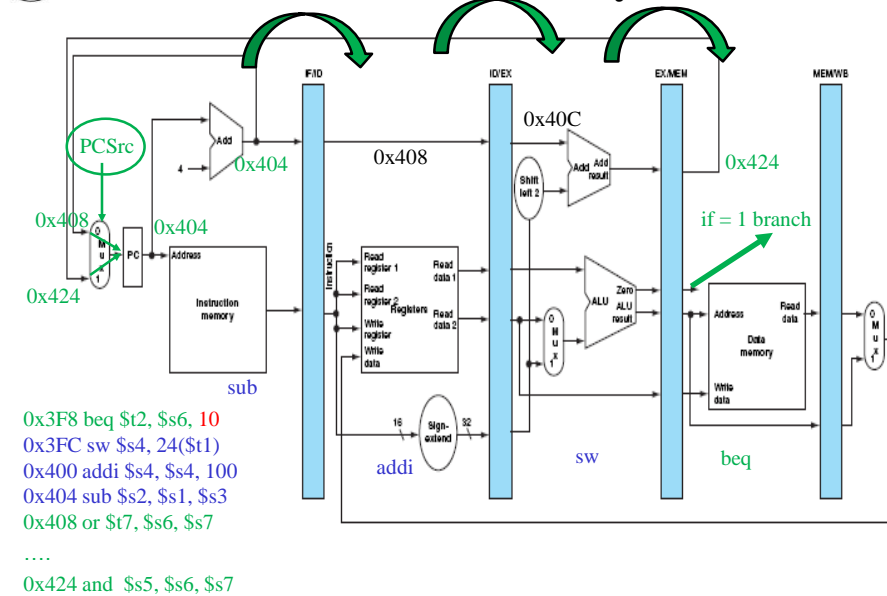 IF/ID
ID/EX
EX/MEM
MEM/WB
PCSrc
Add
4
0x404
0x408
0x40C
Shift
left 2
Add
Add
result
0x424
if = 1 branch
0x408
0x404
0x424
0
M
u
x
1
PC
Address
Instruction
memory
sub
Instruction
Read
register 1
Read
register 2
Registers
Write
register
Write
data
Read
data 1
Read
data 2
16
Sign-
extend
32
addi
0
M
u
x
1
ALU
Zero
ALU
result
sw
Address
Read
data
Data
memory
Write
data
beq
0
M
u
x
1
0x3F8 beq $t2, $s6, 10
0x3FC sw $s4, 24($t1)
0x400 addi $s4, $s4, 100
0x404 sub $s2, $s1, $s3
0x408 or $t7, $s6, $s7
….
0x424 and $s5, $s6, $s7